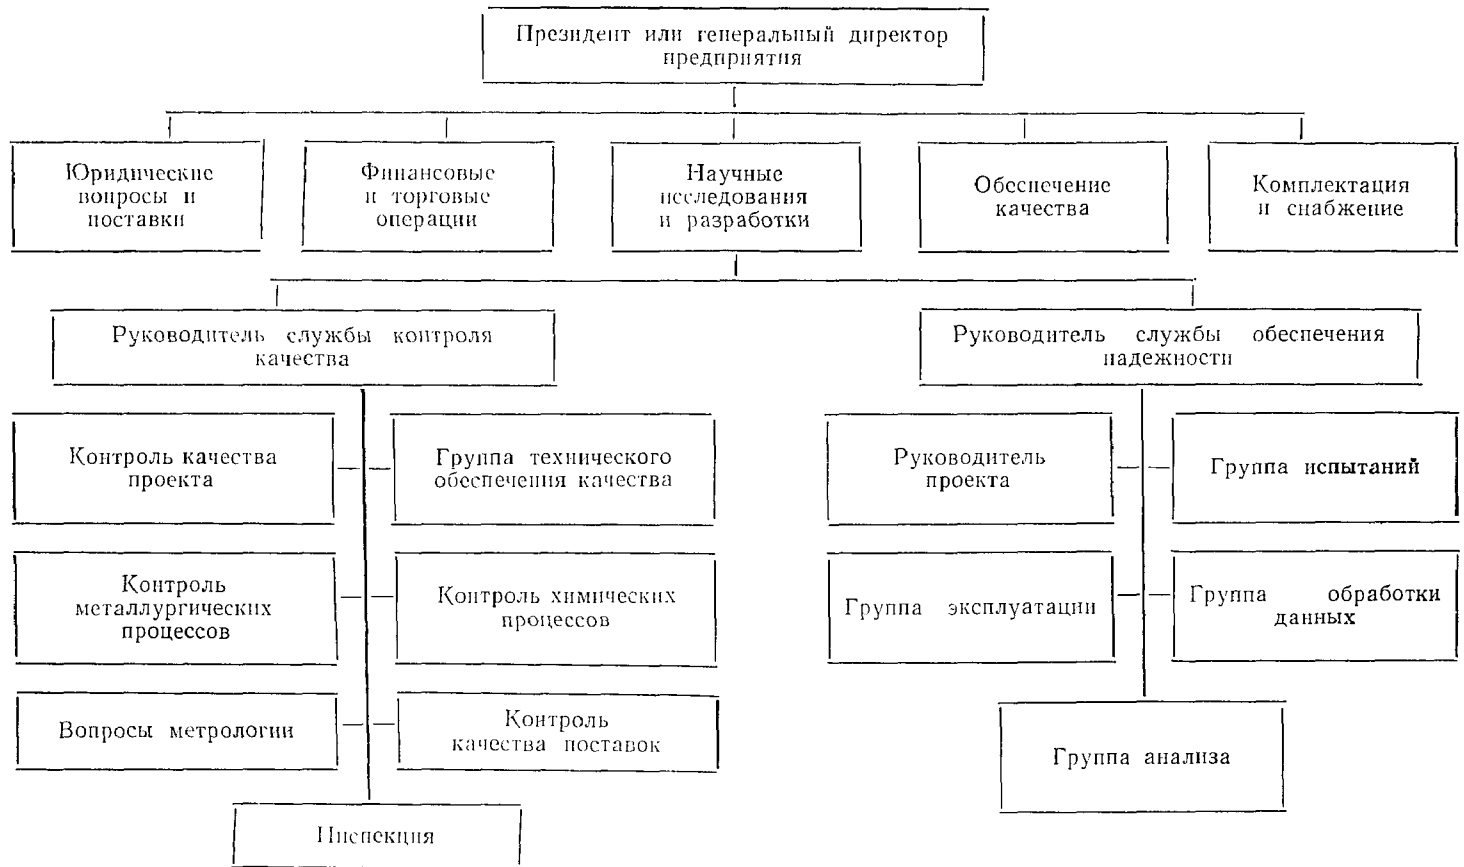 Президент или генеральный директор
предприятия
Юридические
вопросы и
поставки
Финансовые
и торговые
операции
Научные
исследования
и разработки
Обеспечение
качества
Комплектация
и снабжение
Руководитель службы контроля
качества
Руководитель службы обеспечения
надежности
Контроль качества
проекта
Группа технического
обеспечения качества
Руководитель
проекта
Группа испытаний
Контроль
металлургических
процессов
Контроль химических
процессов
Группа эксплуатации
Группа обработки
данных
Вопросы метрологии
Контроль
качества поставок
Группа анализа
Инспекция